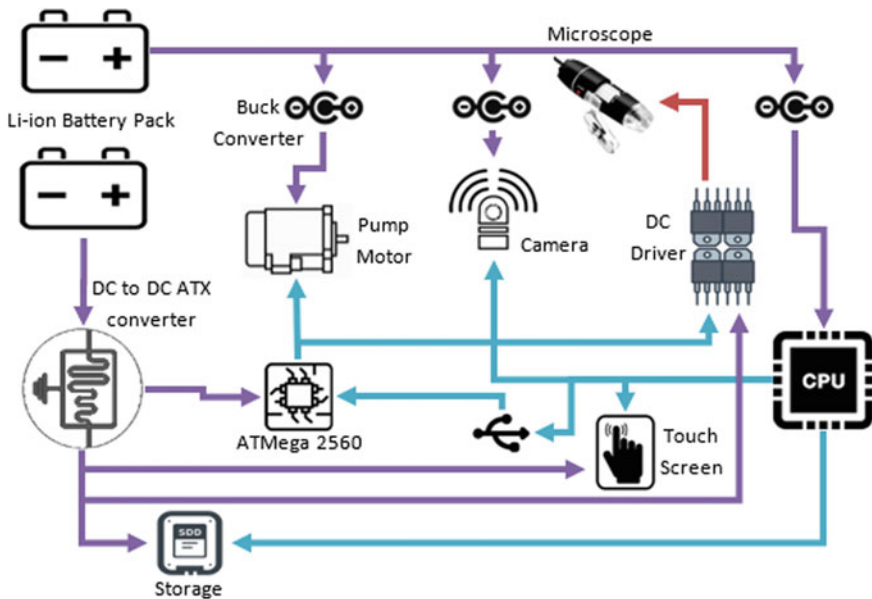 Microscope
Li-ion Battery Pack
Buck
Converter
Pump
Motor
Camera
DC
Driver
DC to DC ATX
converter
CPU
ATMega 2560
Touch
Screen
SDD
Storage